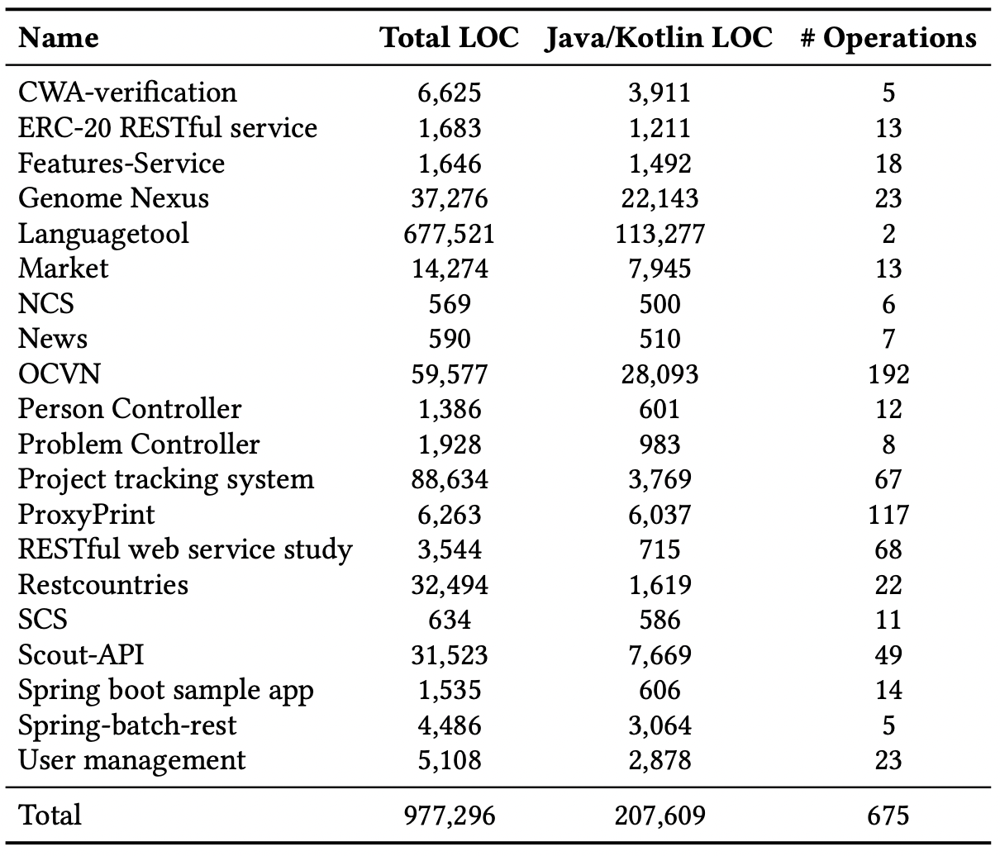 Name Total LOC Java/Kotlin LOC # Operations
CWA-verification 6,625 3,911 5
ERC-20 RESTful service 1,683 1,211 13
Features-Service 1,646 1,492 18
Genome Nexus 37,276 22,143 23
Languagetool 677,521 113,277 2
Market 14,274 7,945 13
NCS 569 500 6
News 590 510 7
OCVN 59,577 28,093 192
Person Controller 1,386 601 12
Problem Controller 1,928 983 8
Project tracking system 88,634 3,769 67
ProxyPrint 6,263 6,037 117
RESTful web service study 3,544 715 68
Restcountries 32,494 1,619 22
SCS 634 586 11
Scout-API 31,523 7,669 49
Spring boot sample app 1,535 606 14
Spring-batch-rest 4,486 3,064 5
User management 5,108 2,878 23
Total 977,296 207,609 675